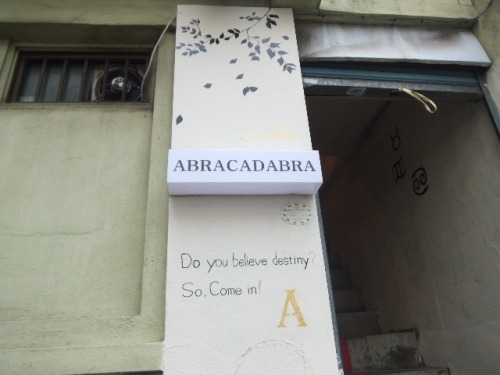 ABRACADABRA
Do you believe destiny?
So, Come in!
A